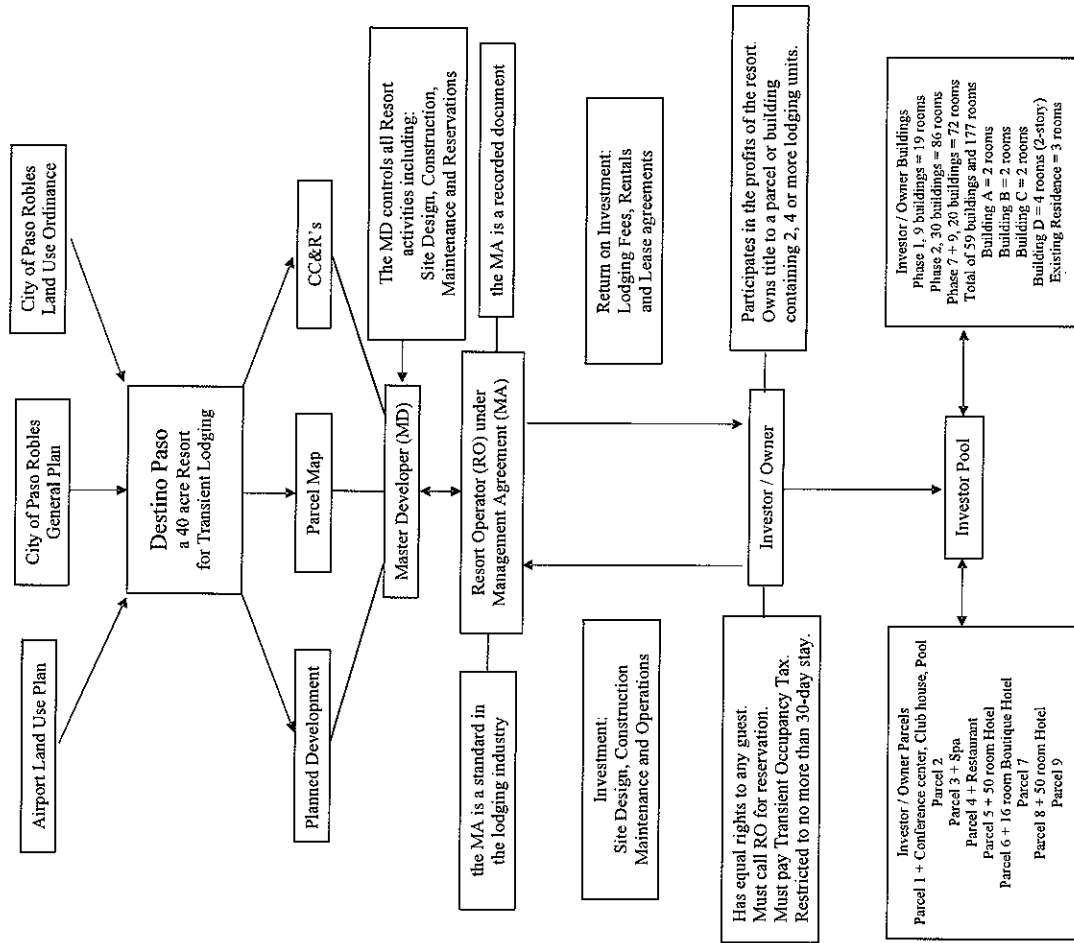 Airport Land Use Plan
City of Paso Robles
General Plan
City of Paso Robles
Land Use Ordinance
Destino Paso
a 40 acre Resort
for Transient Lodging
Planned Development
Parcel Map
CC&R's
Master Developer (MD)
The MD controls all Resort
activities including:
Site Design, Construction,
Maintenance and Reservations
the MA is a standard in
the lodging industry
Resort Operator (RO) under
Management Agreement (MA)
the MA is a recorded document
Investment:
Site Design, Construction
Maintenance and Operations
Return on Investment:
Lodging Fees, Rentals
and Lease agreements
Has equal rights to any guest.
Must call RO for reservation.
Must pay Transient Occupancy Tax.
Restricted to no more than 30-day stay.
Investor / Owner
Participates in the profits of the resort.
Owns title to a parcel or building
containing 2, 4 or more lodging units.
Investor / Owner Parcels
Parcel 1 + Conference center, Club house, Pool
Parcel 2
Parcel 3 + Spa
Parcel 4 + Restaurant
Parcel 5 + 50 room Hotel
Parcel 6 + 16 room Boutique Hotel
Parcel 7
Parcel 8 + 50 room Hotel
Parcel 9
Investor Pool
Investor / Owner Buildings
Phase 1, 9 buildings = 19 rooms
Phase 2, 30 buildings = 86 rooms
Phase 7 + 9, 20 buildings = 72 rooms
Total of 59 buildings and 177 rooms
Building A = 2 rooms
Building B = 2 rooms
Building C = 2 rooms
Building D = 4 rooms (2-story)
Existing Residence = 3 rooms